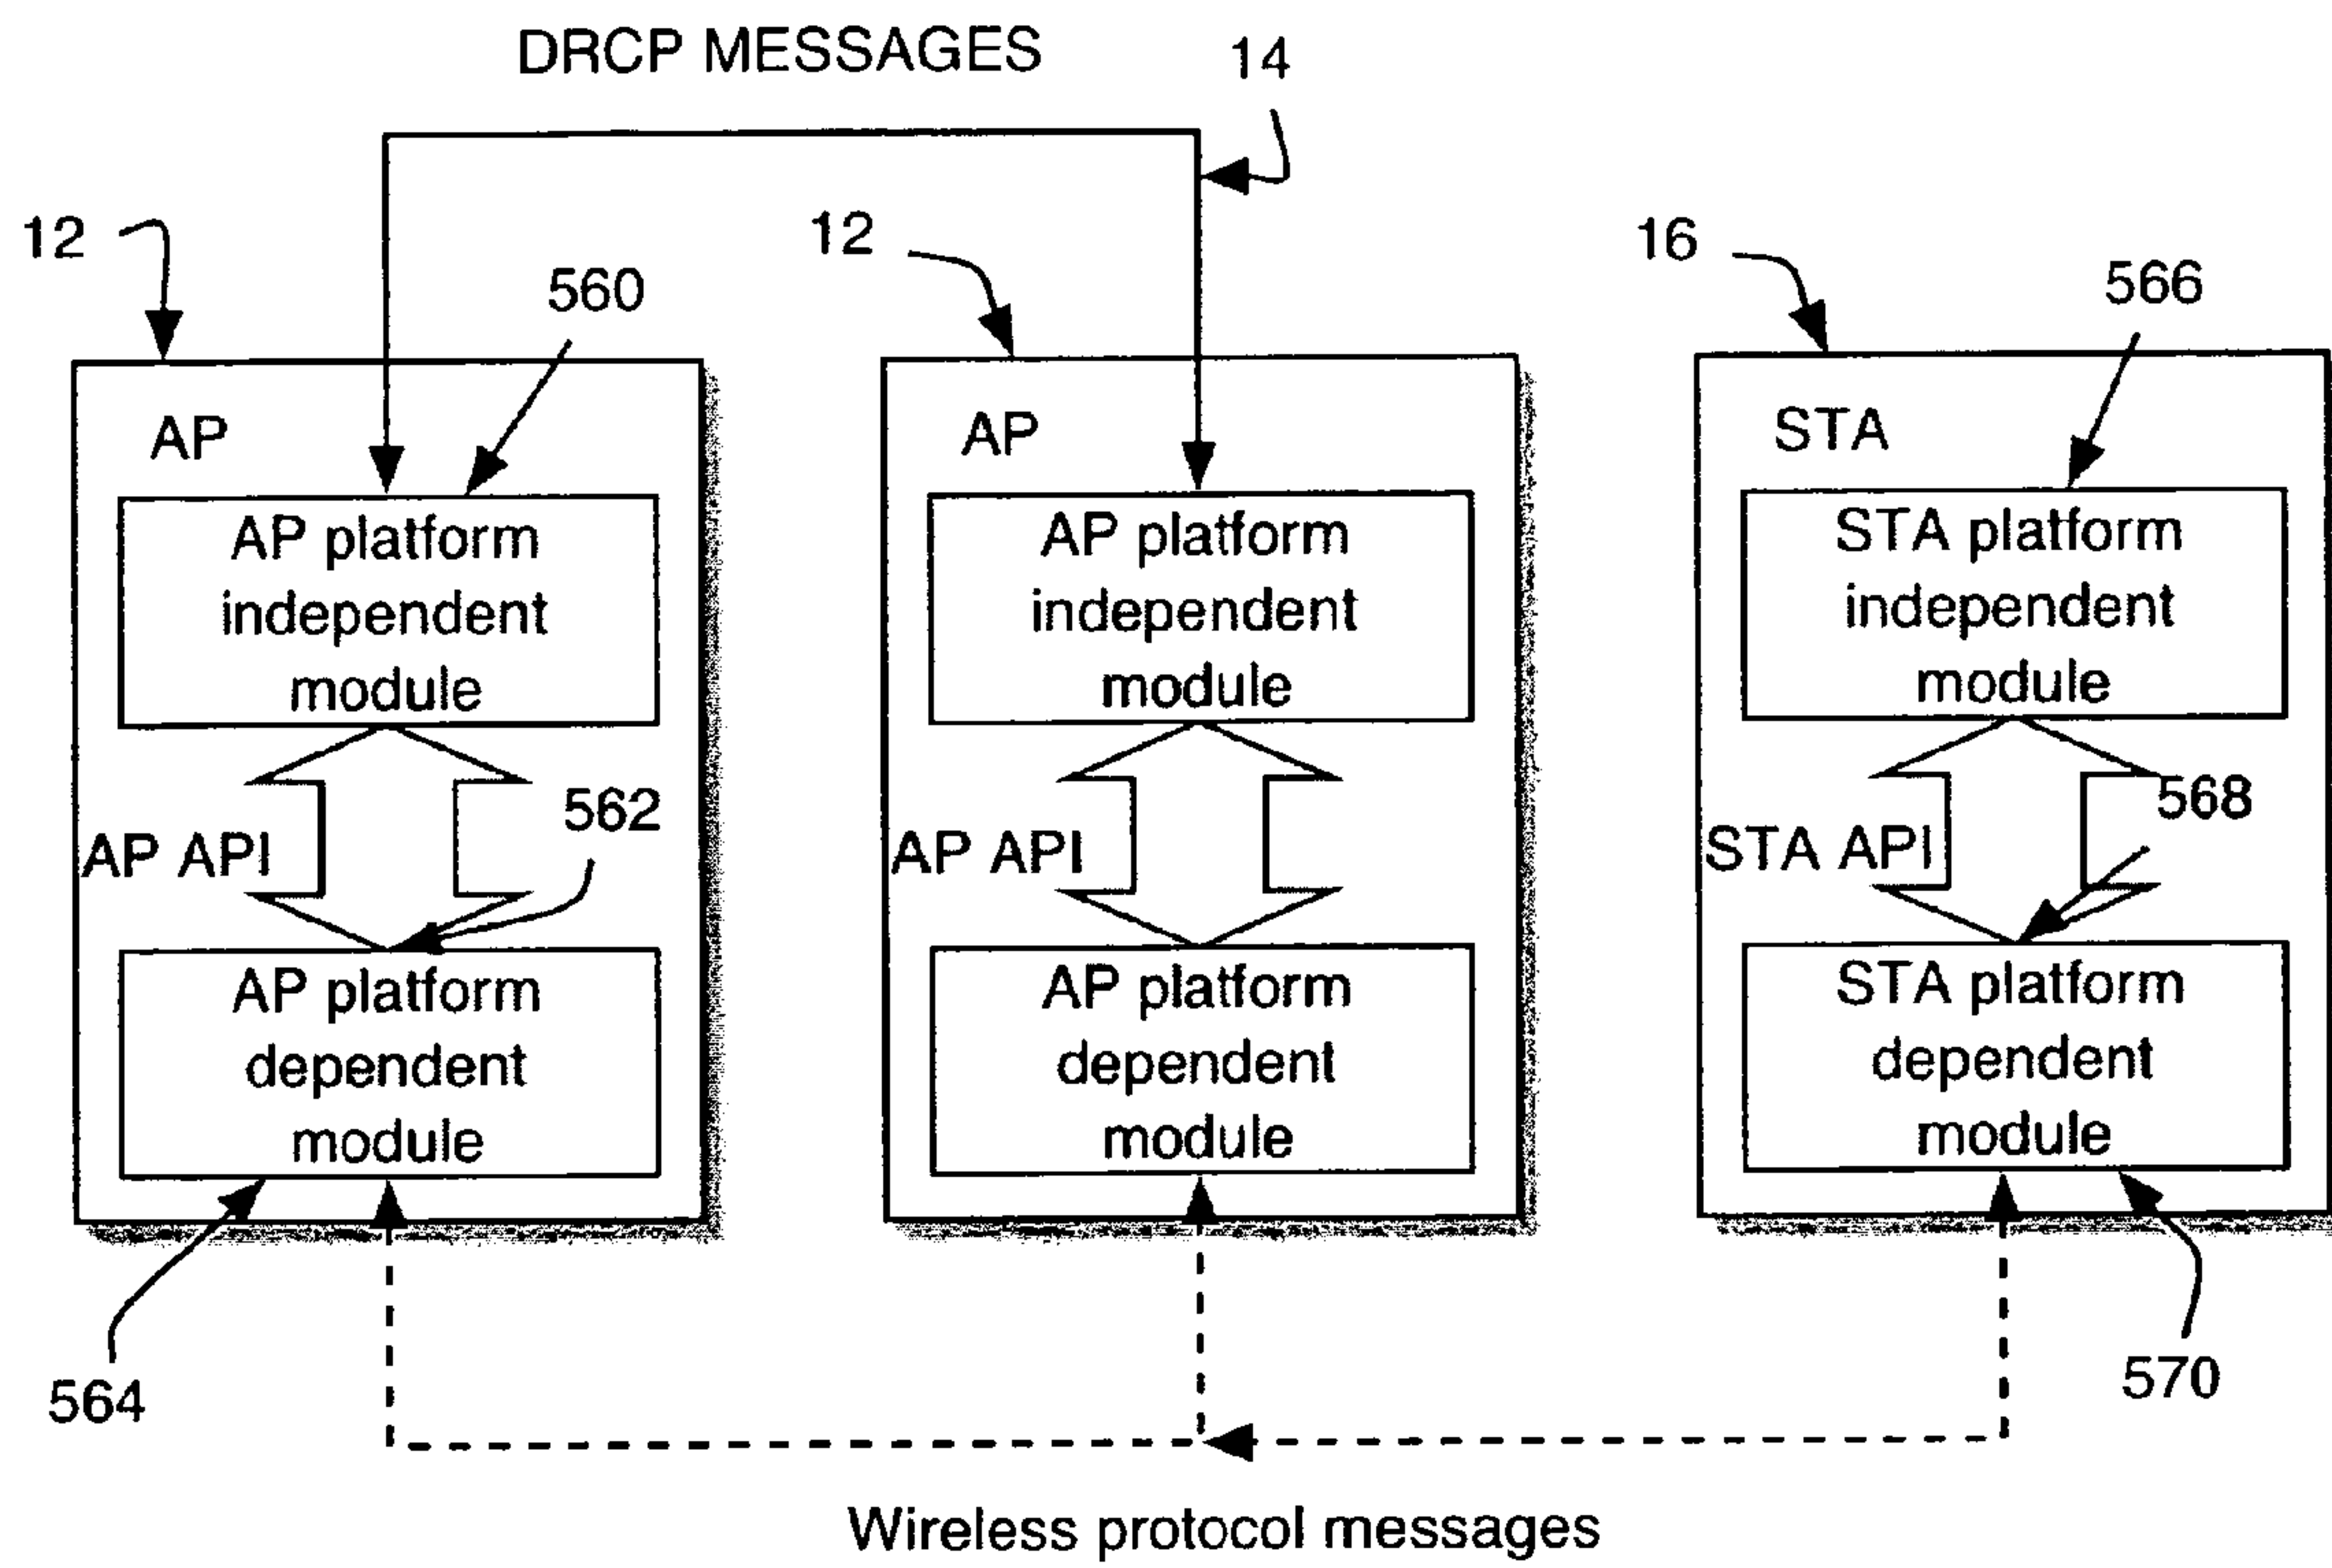 DRCP MESSAGES
14
12
12
16
560
566
AP
AP
STA
AP platform
independent
module
AP platform
independent
module
STA platform
independent
module
562
568
AP API
AP API
STA API
AP platform
dependent
module
AP platform
dependent
module
STA platform
dependent
module
564
570
Wireless protocol messages